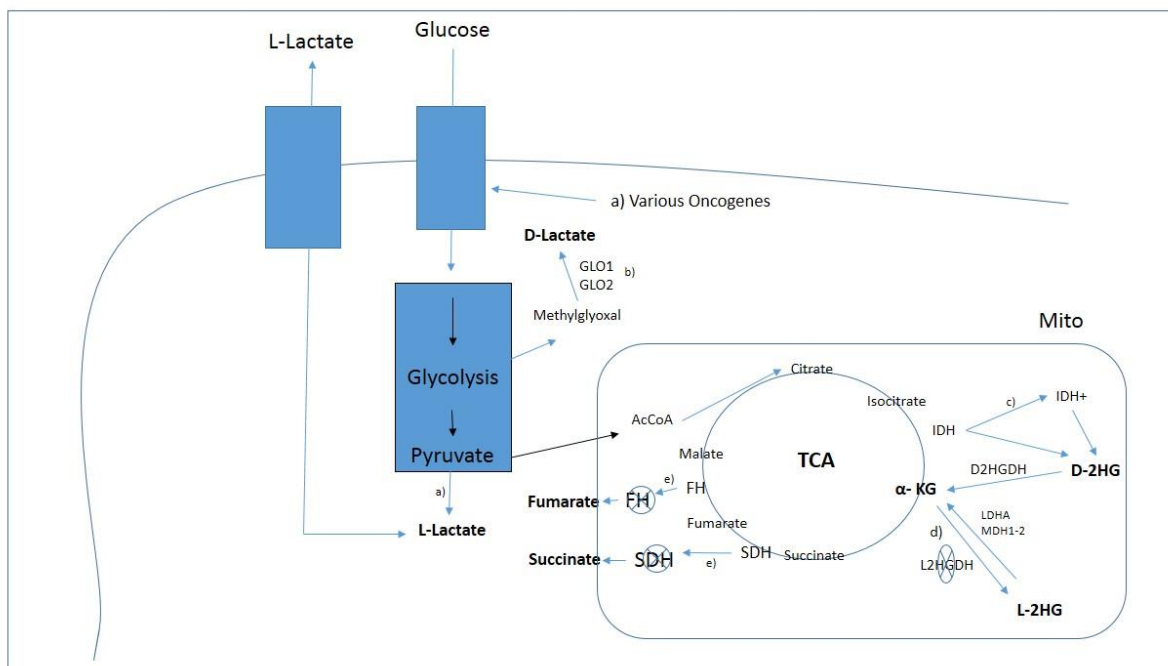 Glucose
L-Lactate
a) Various Oncogenes
D-Lactate
GLO1
GLO2
b)
Methylglyoxal
Glycolysis
Pyruvate
a)
L-Lactate
Mito
Citrate
Isocitrate
c)
IDH+
AcCoA
IDH
Malate
TCA
D2HGDH
D-2HG
α- KG
e)
FH
FH
Fumarate
Fumarate
LDHA
MDH1-2
d)
L2HGDH
Succinate
SDH
e)
SDH
Succinate
L-2HG